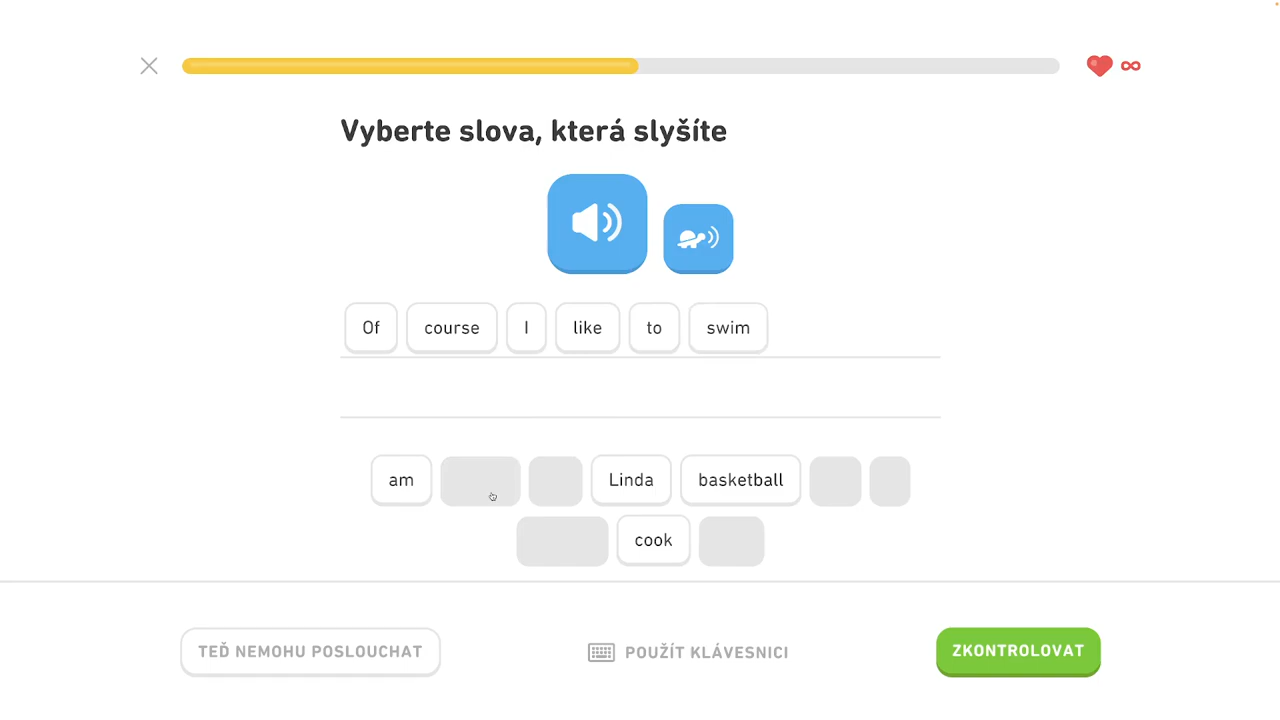 Vyberte slova, která slyšíte
Of course I like to swim
am Linda basketball
cook
TEĎ NEMOHU POSLOUCHAT POUŽÍT KLÁVESNICI ZKONTROLOVAT